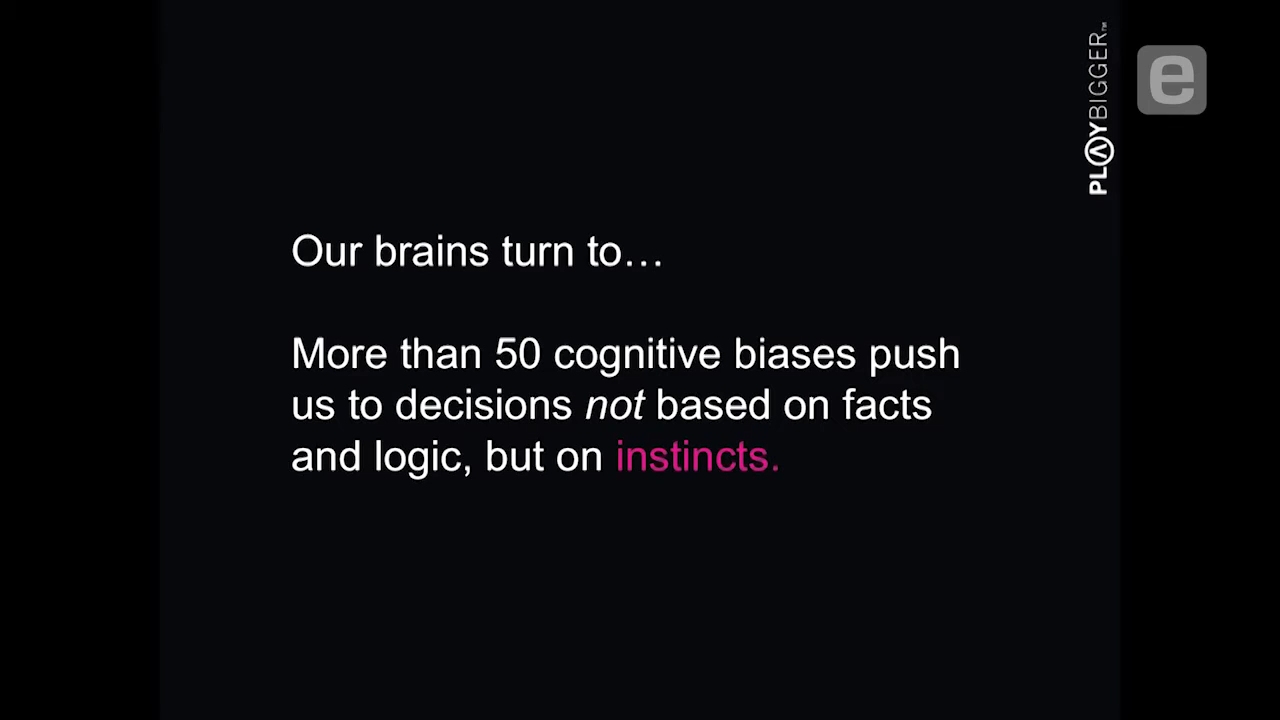 PLAYBIGGER™
e
Our brains turn to…
More than 50 cognitive biases push
us to decisions not based on facts
and logic, but on instincts.